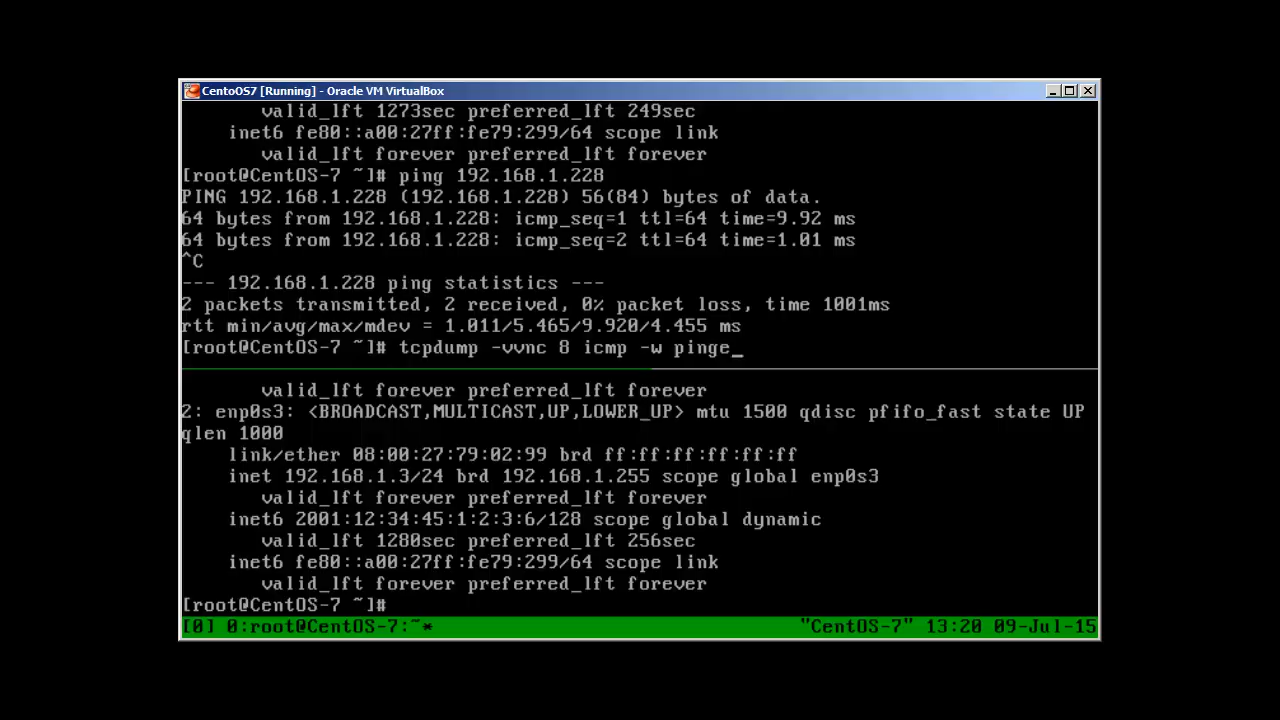 CentoOS7 [Running] - Oracle VM VirtualBox
valid_lft 1273sec preferred_lft 249sec
inet6 fe80::a00:27ff:fe79:299/64 scope link
valid_lft forever preferred_lft forever
[root@CentOS-7 ~]# ping 192.168.1.228
PING 192.168.1.228 (192.168.1.228) 56(84) bytes of data.
64 bytes from 192.168.1.228: icmp_seq=1 ttl=64 time=9.92 ms
64 bytes from 192.168.1.228: icmp_seq=2 ttl=64 time=1.01 ms
^C
--- 192.168.1.228 ping statistics ---
2 packets transmitted, 2 received, 0% packet loss, time 1001ms
rtt min/avg/max/mdev = 1.011/5.465/9.920/4.455 ms
[root@CentOS-7 ~]# tcpdump -vvnc 8 icmp -w pinge_
valid_lft forever preferred_lft forever
2: enp0s3: <BROADCAST,MULTICAST,UP,LOWER_UP> mtu 1500 qdisc pfifo_fast state UP
qlen 1000
link/ether 08:00:27:79:02:99 brd ff:ff:ff:ff:ff:ff
inet 192.168.1.3/24 brd 192.168.1.255 scope global enp0s3
valid_lft forever preferred_lft forever
inet6 2001:12:34:45:1:2:3:6/128 scope global dynamic
valid_lft 1280sec preferred_lft 256sec
inet6 fe80::a00:27ff:fe79:299/64 scope link
valid_lft forever preferred_lft forever
[root@CentOS-7 ~]#
[0] 0:root@CentOS-7:~* "CentOS-7" 13:20 09-Jul-15